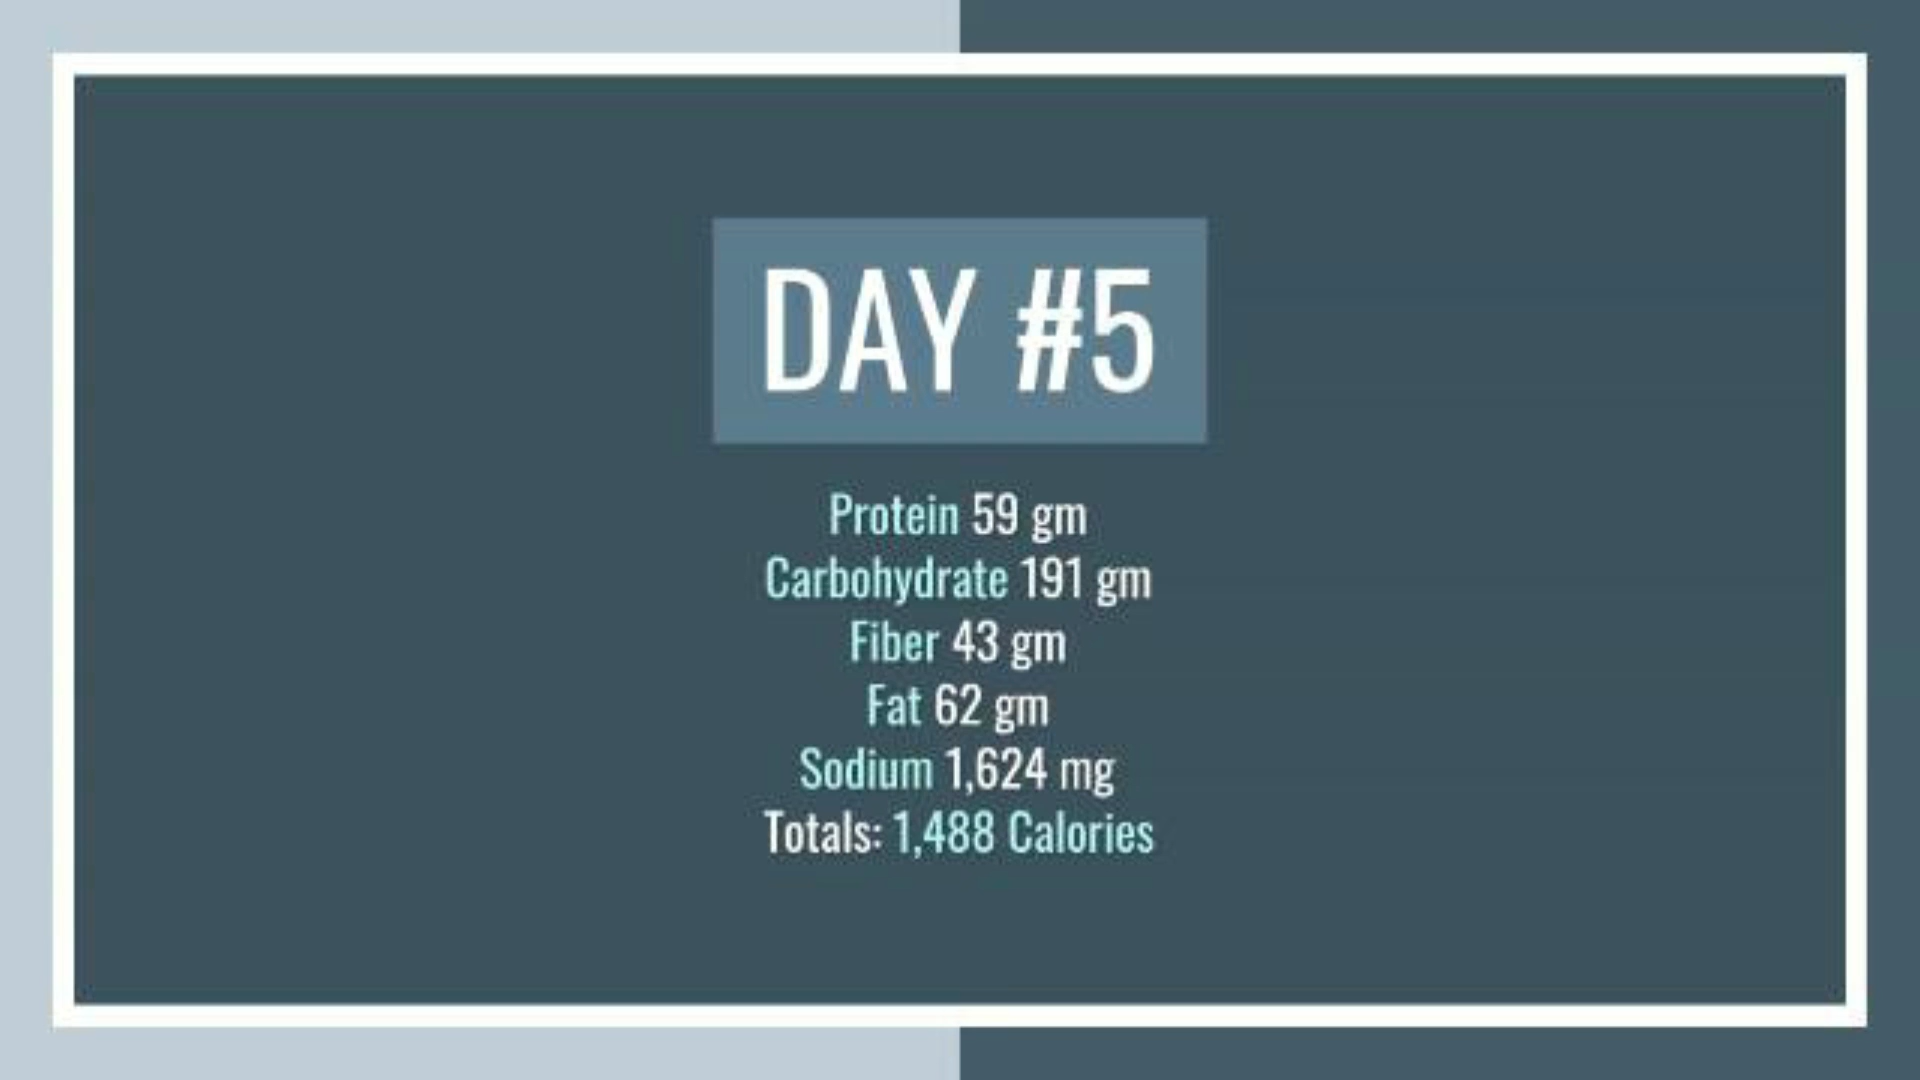 DAY #5
Protein 59 gm
Carbohydrate 191 gm
Fiber 43 gm
Fat 62 gm
Sodium 1,624 mg
Totals: 1,488 Calories